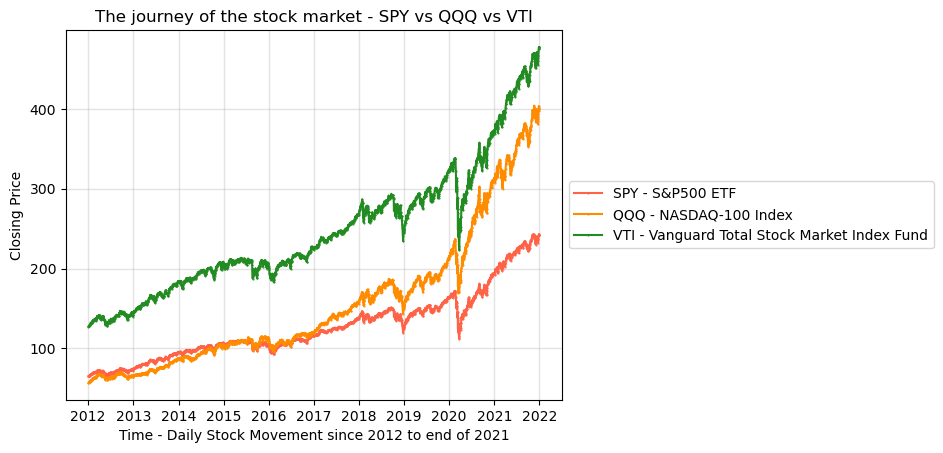 The journey of the stock market - SPY vs QQQ vs VTI
Closing Price
400
300
200
100
2012 2013 2014 2015 2016 2017 2018 2019 2020 2021 2022
Time - Daily Stock Movement since 2012 to end of 2021
SPY - S&P500 ETF
QQQ - NASDAQ-100 Index
VTI - Vanguard Total Stock Market Index Fund